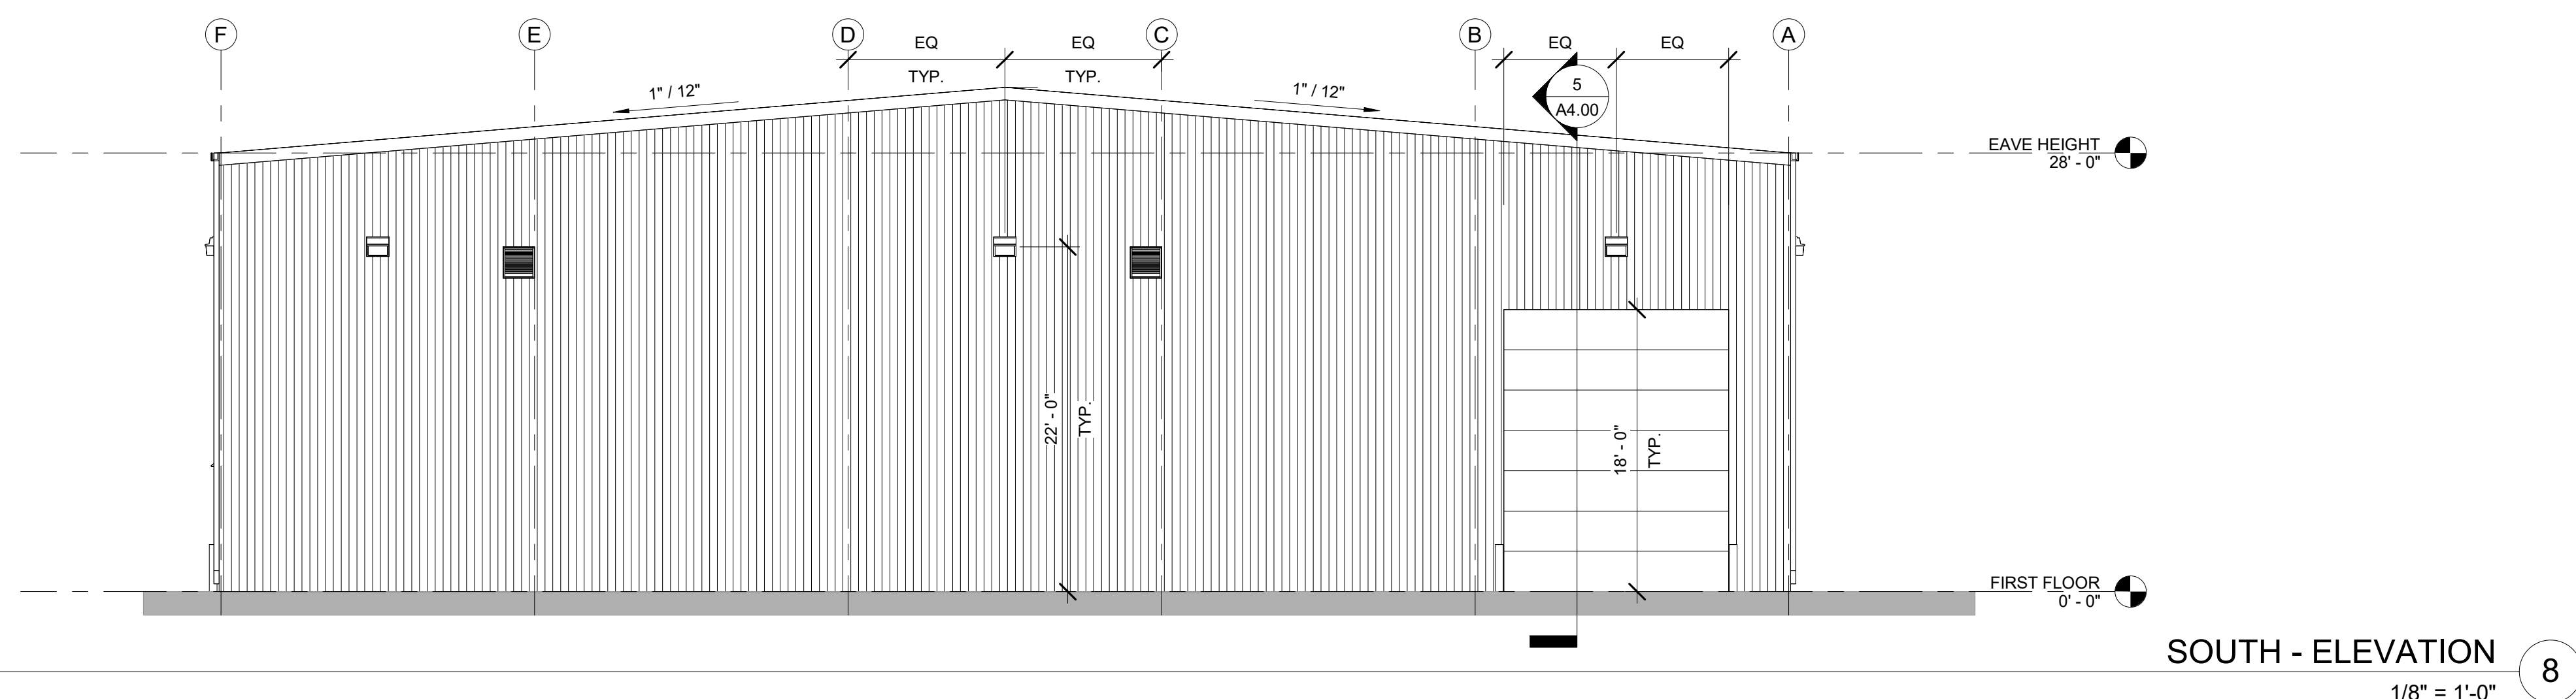 F
E
D
C
B
A
EQ
EQ
TYP.
TYP.
EQ
EQ
1" / 12"
1" / 12"
5
A4.00
EAVE HEIGHT
28' - 0"
22' - 0"
TYP.
18' - 0"
TYP.
FIRST FLOOR
0' - 0"
SOUTH - ELEVATION
8
1/8" = 1'-0"